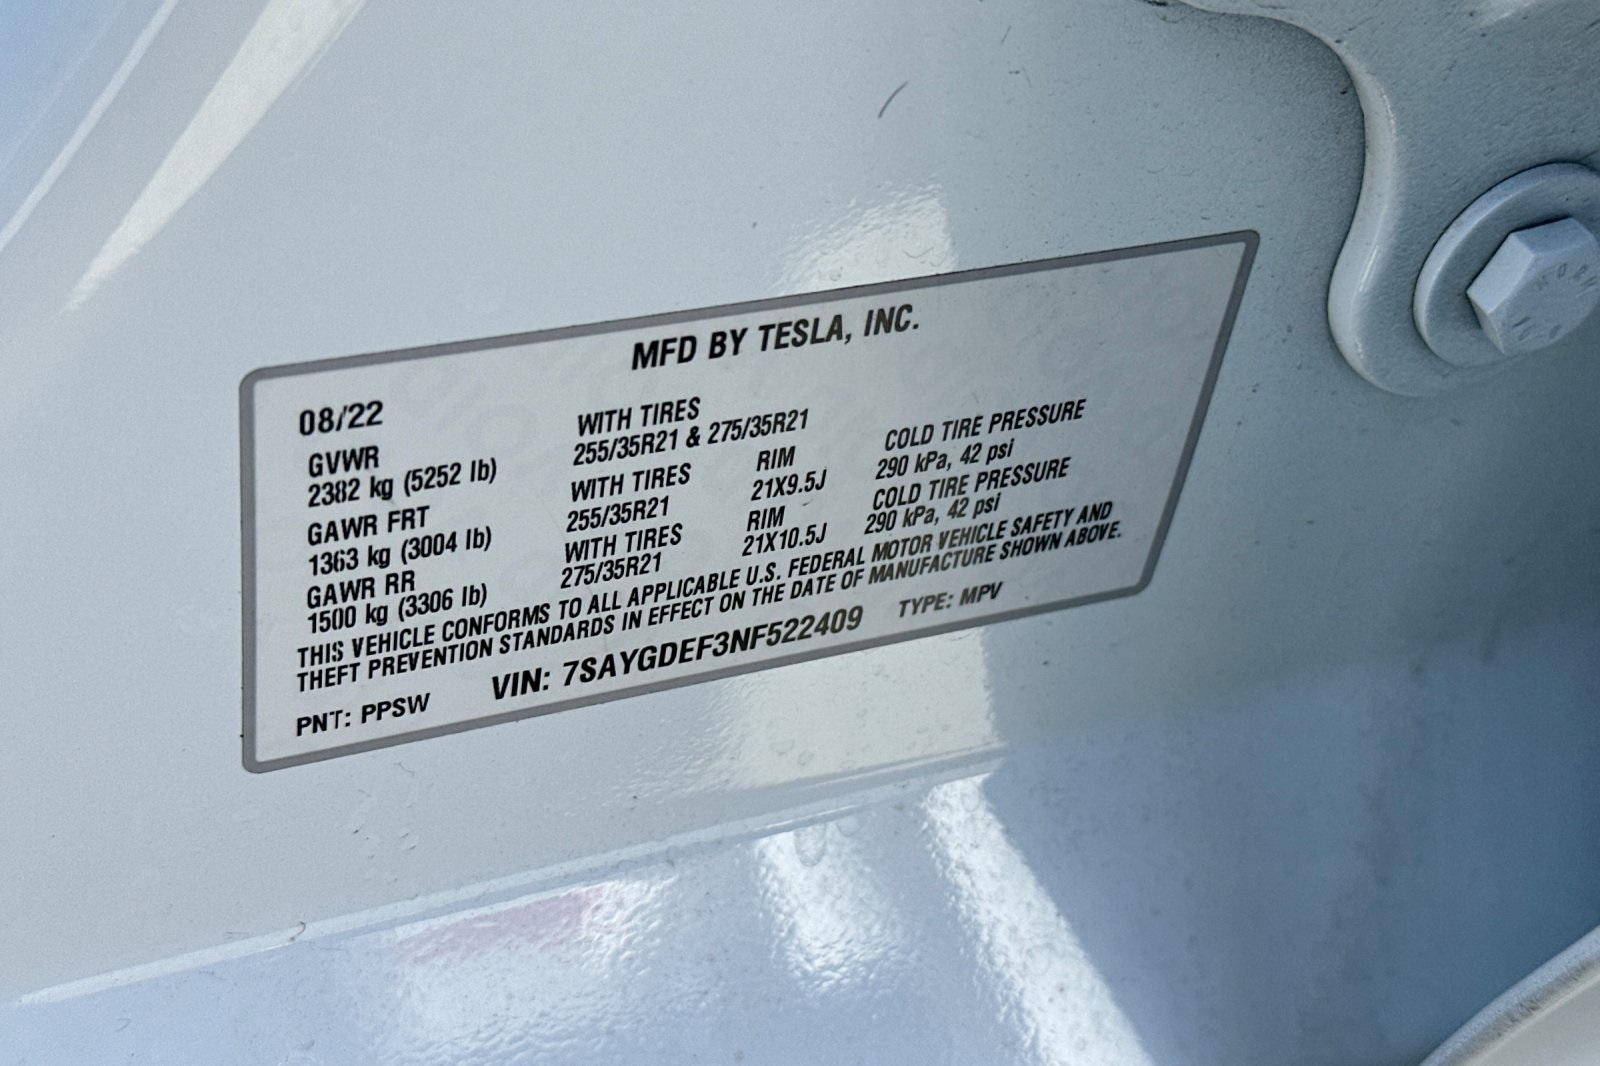 MFD BY TESLA, INC.
08/22
GVWR
2382 kg (5252 lb)
WITH TIRES
255/35R21 & 275/35R21
GAWR FRT
1363 kg (3004 lb)
WITH TIRES
255/35R21
RIM
21X9.5J
COLD TIRE PRESSURE
290 kPa, 42 psi
GAWR RR
1500 kg (3306 lb)
WITH TIRES
275/35R21
RIM
21X10.5J
COLD TIRE PRESSURE
290 kPa, 42 psi
THIS VEHICLE CONFORMS TO ALL APPLICABLE U.S. FEDERAL MOTOR VEHICLE SAFETY AND
THEFT PREVENTION STANDARDS IN EFFECT ON THE DATE OF MANUFACTURE SHOWN ABOVE.
PNT: PPSW
VIN: 7SAYGDEF3NF522409
TYPE: MPV